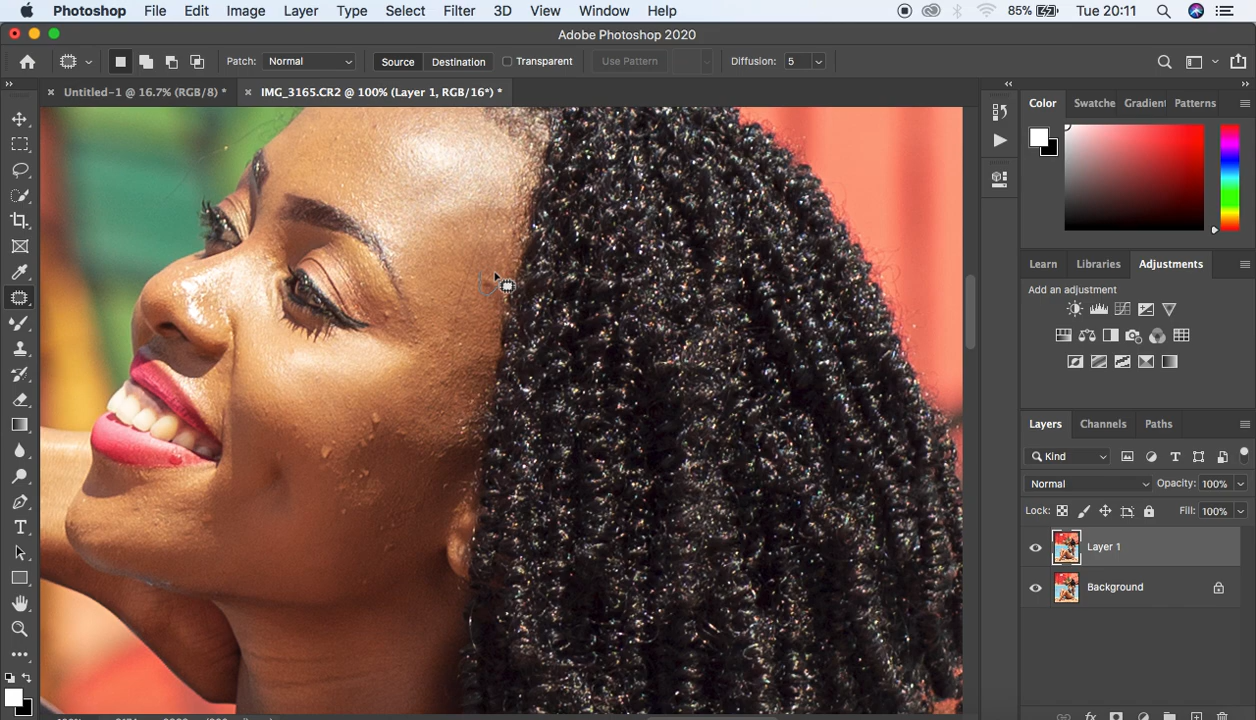 Photoshop File Edit Image Layer Type Select Filter 3D View Window Help 85% Tue 20:11
Adobe Photoshop 2020
Patch: Normal Source Destination Transparent Use Pattern Diffusion: 5
Untitled-1 @ 16.7% (RGB/8) * IMG_3165.CR2 @ 100% (Layer 1, RGB/16*) *
Color Swatche Gradient Patterns
Learn Libraries Adjustments
Add an adjustment
Layers Channels Paths
Kind
Normal Opacity: 100%
Lock: Fill: 100%
Layer 1
Background